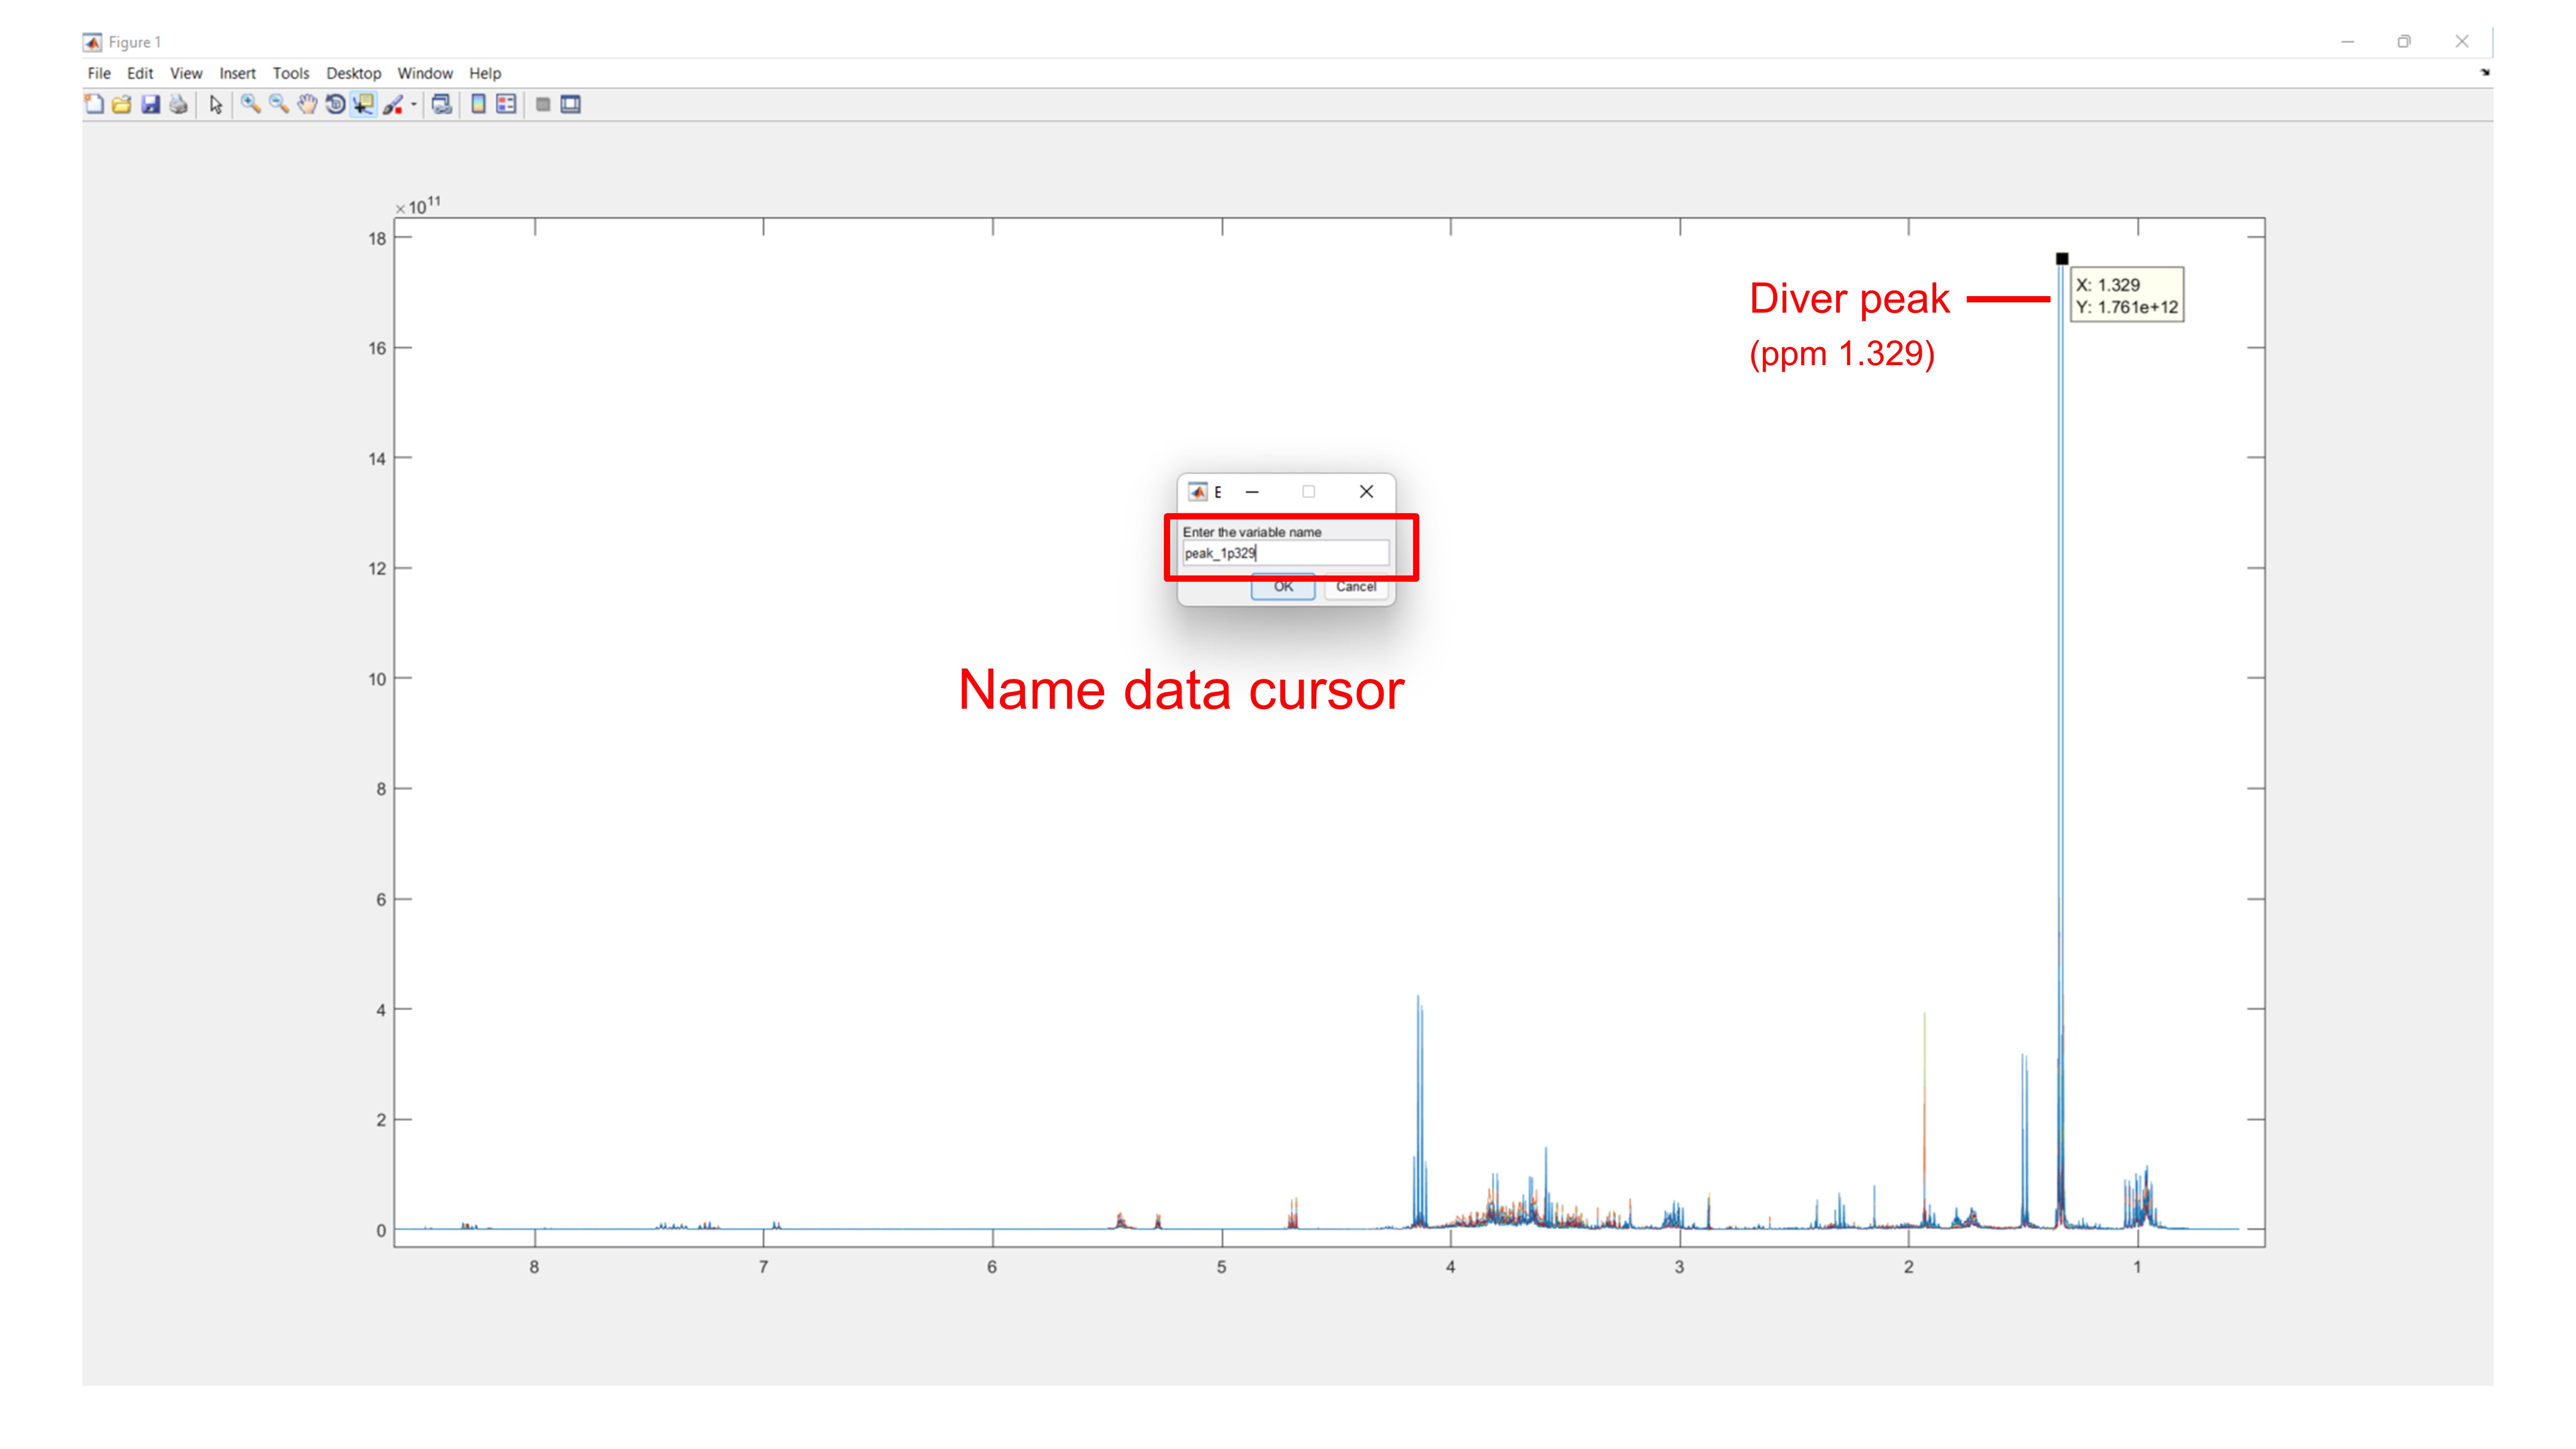 Figure 1
File Edit View Insert Tools Desktop Window Help
×10^11
18
16
14
12
10
8
6
4
2
0
8 7 6 5 4 3 2 1
Diver peak
(ppm 1.329)
X: 1.329
Y: 1.761e+12
E
Enter the variable name
peak_1p329
OK Cancel
Name data cursor